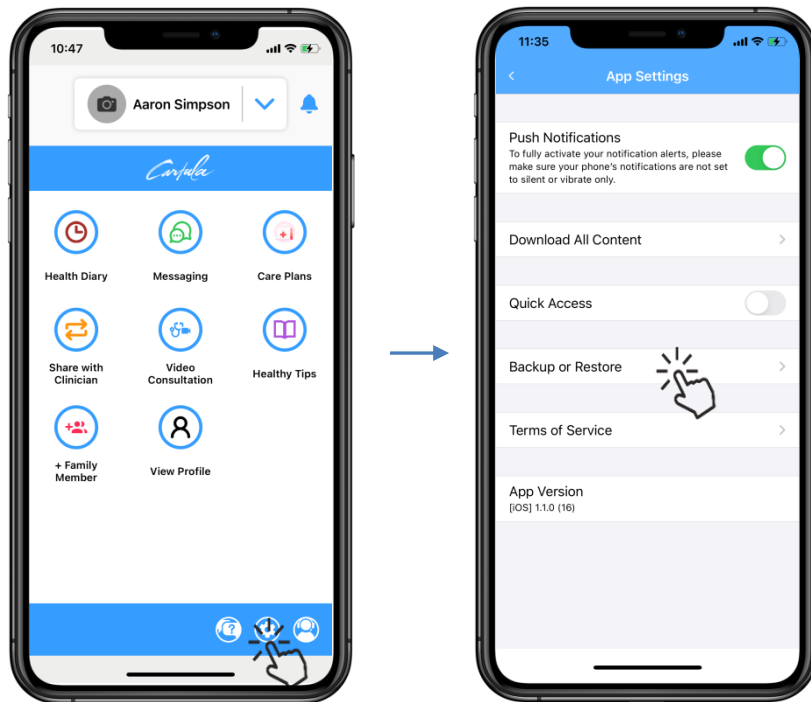 10:47
Aaron Simpson
Cartula
Health Diary
Messaging
Care Plans
Share with
Clinician
Video
Consultation
Healthy Tips
+ Family
Member
View Profile
11:35
App Settings
Push Notifications
To fully activate your notification alerts, please
make sure your phone's notifications are not set
to silent or vibrate only.
Download All Content
Quick Access
Backup or Restore
Terms of Service
App Version
[iOS] 1.1.0 (16)